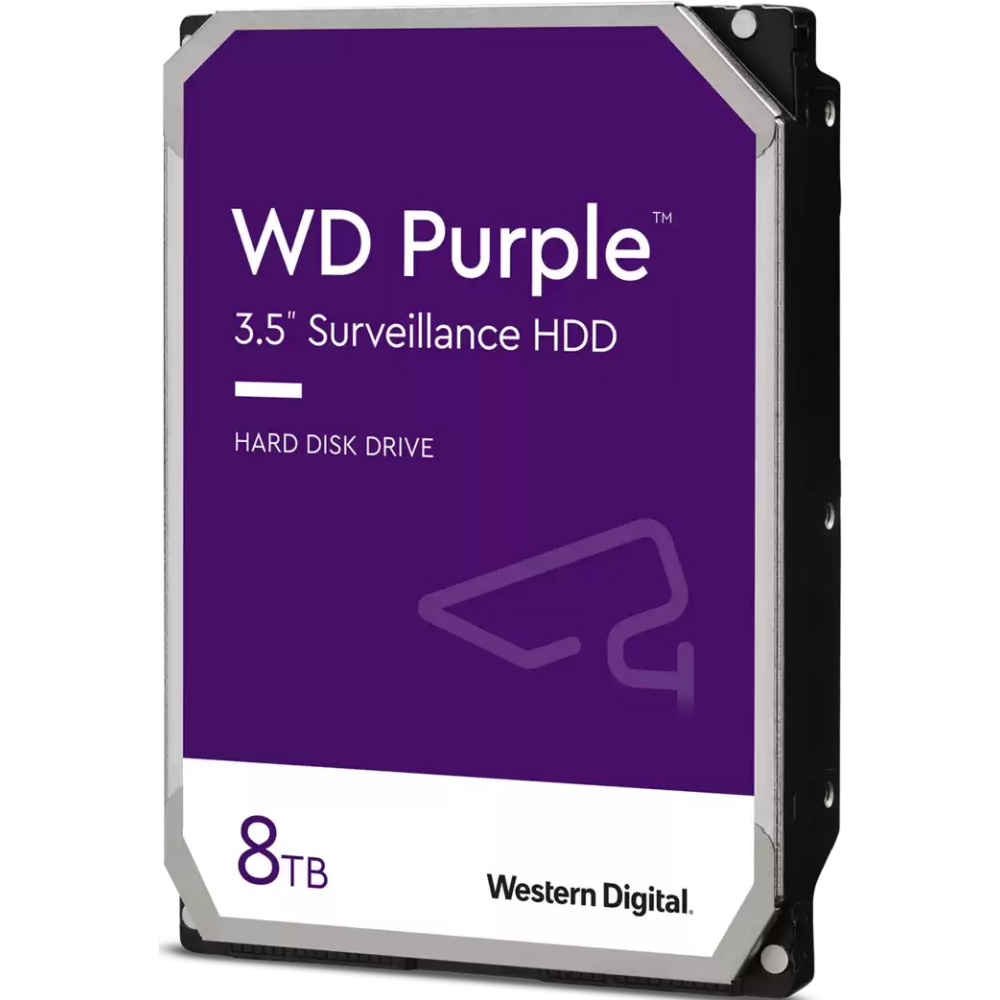 WD Purple™
3.5" Surveillance HDD
HARD DISK DRIVE
8TB
Western Digital.